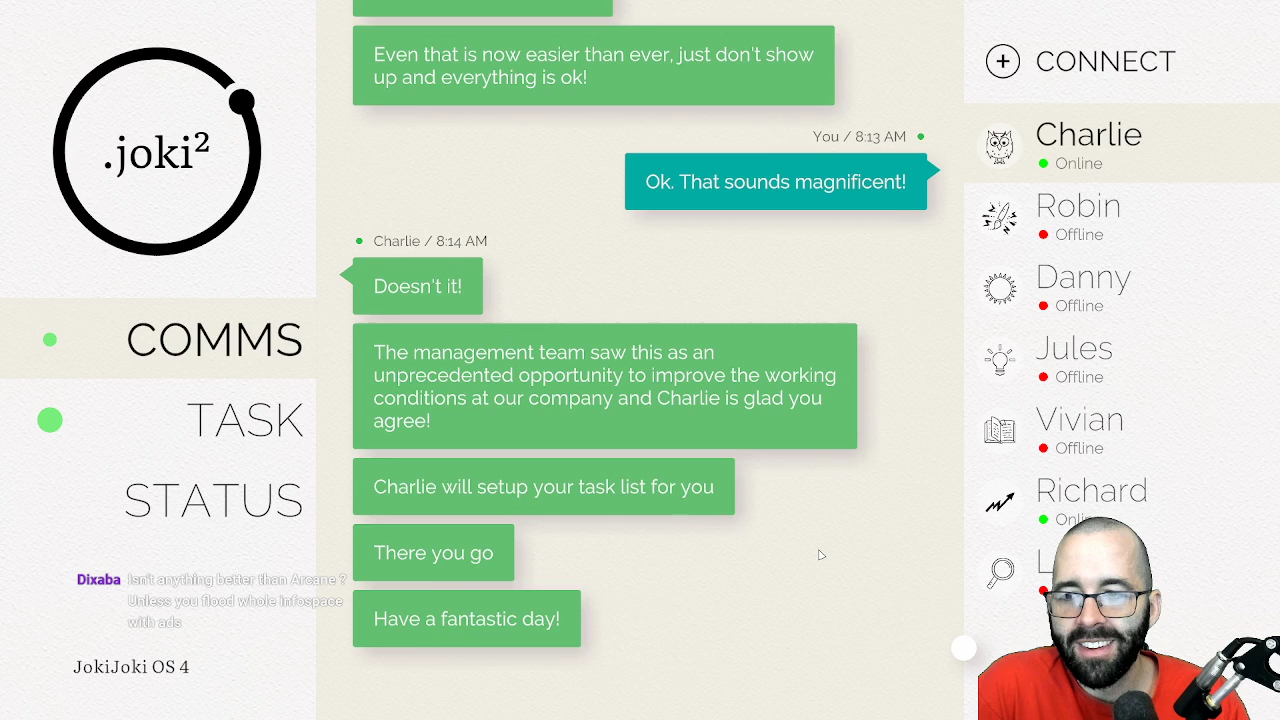 .joki²
COMMS
TASK
STATUS
Dixaba Isn't anything better than Arcane ?
Unless you flood whole infospace
with ads
JokiJoki OS 4
Even that is now easier than ever, just don't show
up and everything is ok!
You / 8:13 AM
Ok. That sounds magnificent!
Charlie / 8:14 AM
Doesn't it!
The management team saw this as an
unprecedented opportunity to improve the working
conditions at our company and Charlie is glad you
agree!
Charlie will setup your task list for you
There you go
Have a fantastic day!
+ CONNECT
Charlie
Online
Robin
Offline
Danny
Offline
Jules
Offline
Vivian
Offline
Richard